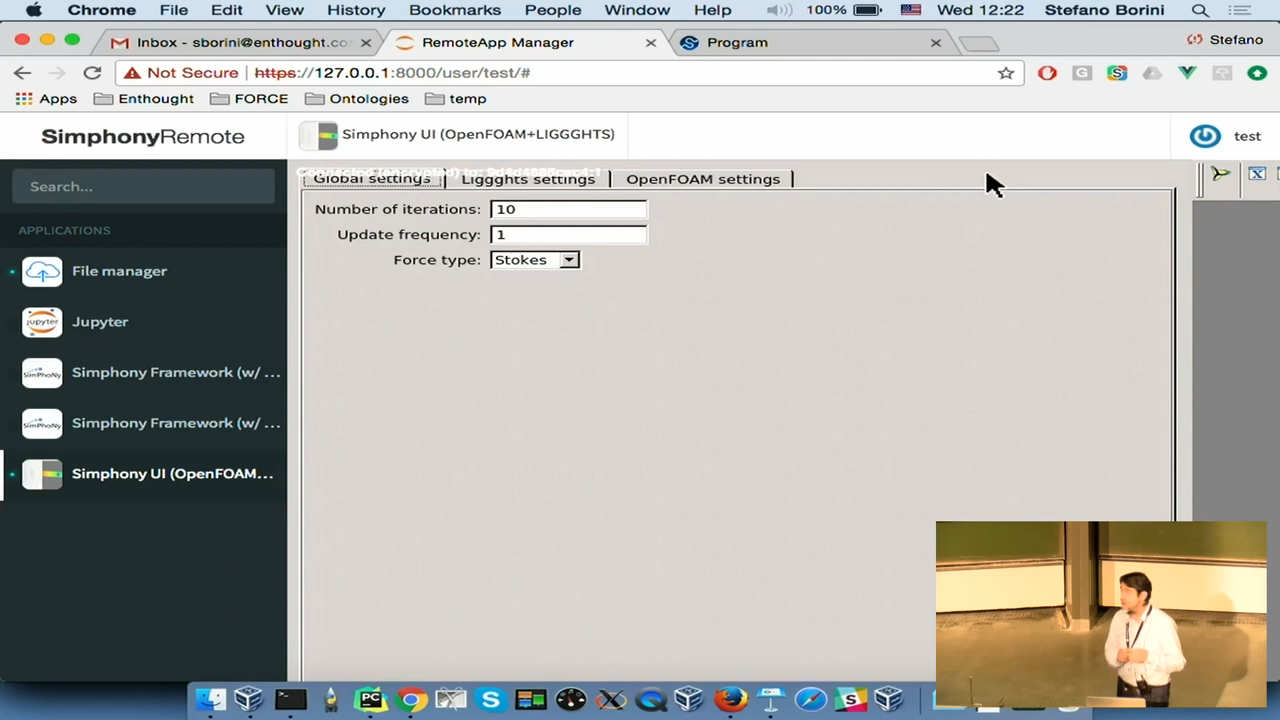 Chrome File Edit View History Bookmarks People Window Help 100% Wed 12:22 Stefano Borini
Inbox - sborini@enthought.co RemoteApp Manager Program Stefano
Not Secure https://127.0.0.1:8000/user/test/#
Apps Enthought FORCE Ontologies temp
SimphonyRemote Simphony UI (OpenFOAM+LIGGGHTS) test
Search...
APPLICATIONS
File manager
Jupyter
Simphony Framework (w/ ...
Simphony Framework (w/ ...
Simphony UI (OpenFOAM...
Global settings Liggghts settings OpenFOAM settings
Number of iterations: 10
Update frequency: 1
Force type: Stokes